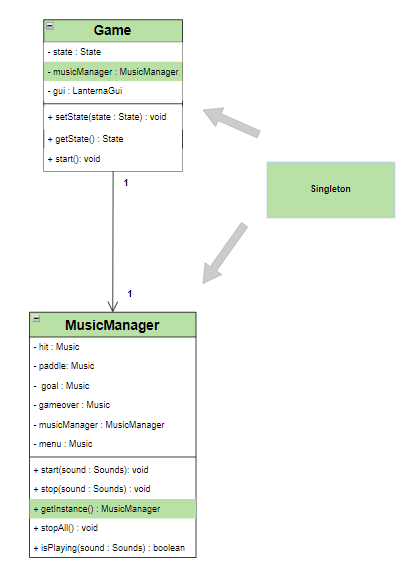 Game
- state : State
- musicManager : MusicManager
- gui : LanternaGui
+ setState(state : State) : void
+ getState() : State
+ start(): void
1
Singleton
1
MusicManager
- hit : Music
- paddle: Music
- goal : Music
- gameover : Music
- musicManager : MusicManager
- menu : Music
+ start(sound : Sounds): void
+ stop(sound : Sounds) : void
+ getInstance() : MusicManager
+ stopAll() : void
+ isPlaying(sound : Sounds) : boolean